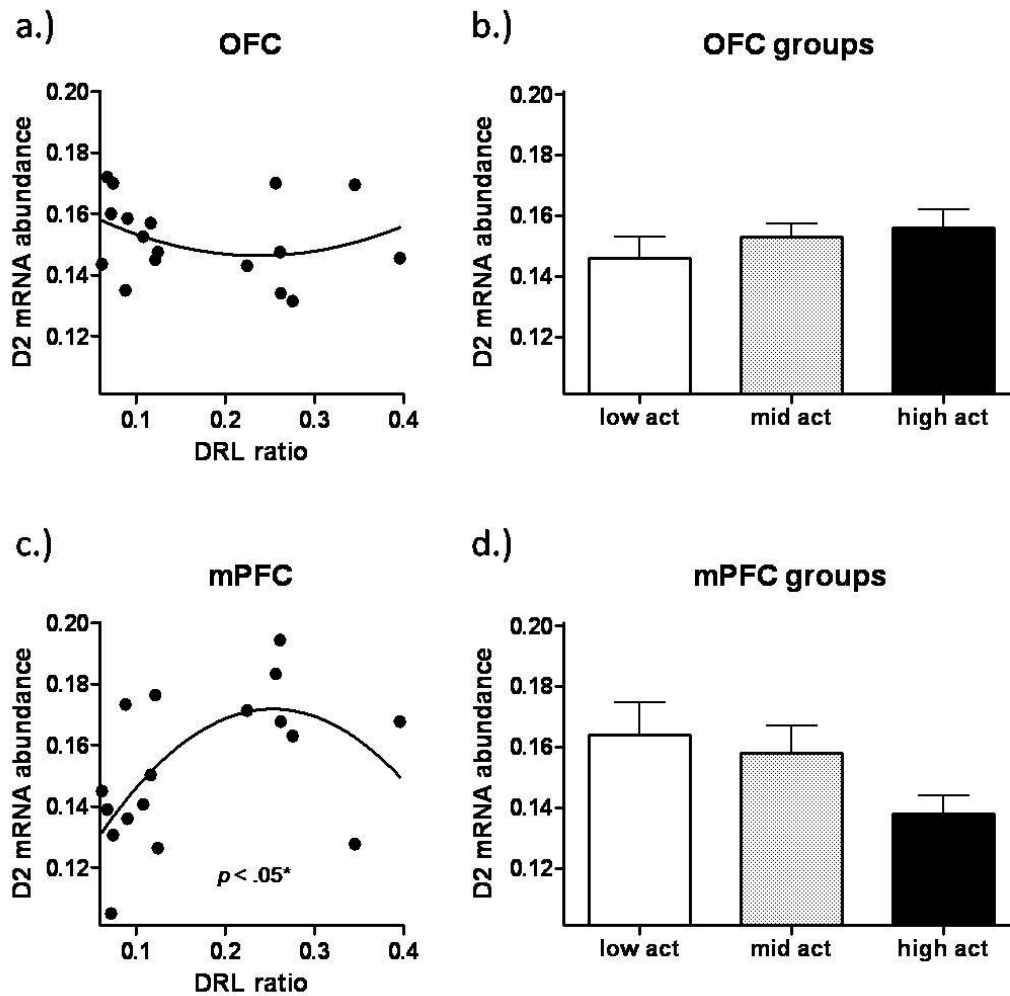 a.)
OFC
D2 mRNA abundance
0.20
0.18
0.16
0.14
0.12
0.1 0.2 0.3 0.4
DRL ratio
b.)
OFC groups
D2 mRNA abundance
0.20
0.18
0.16
0.14
0.12
low act mid act high act
c.)
mPFC
D2 mRNA abundance
0.20
0.18
0.16
0.14
0.12
p < .05*
0.1 0.2 0.3 0.4
DRL ratio
d.)
mPFC groups
D2 mRNA abundance
0.20
0.18
0.16
0.14
0.12
low act mid act high act